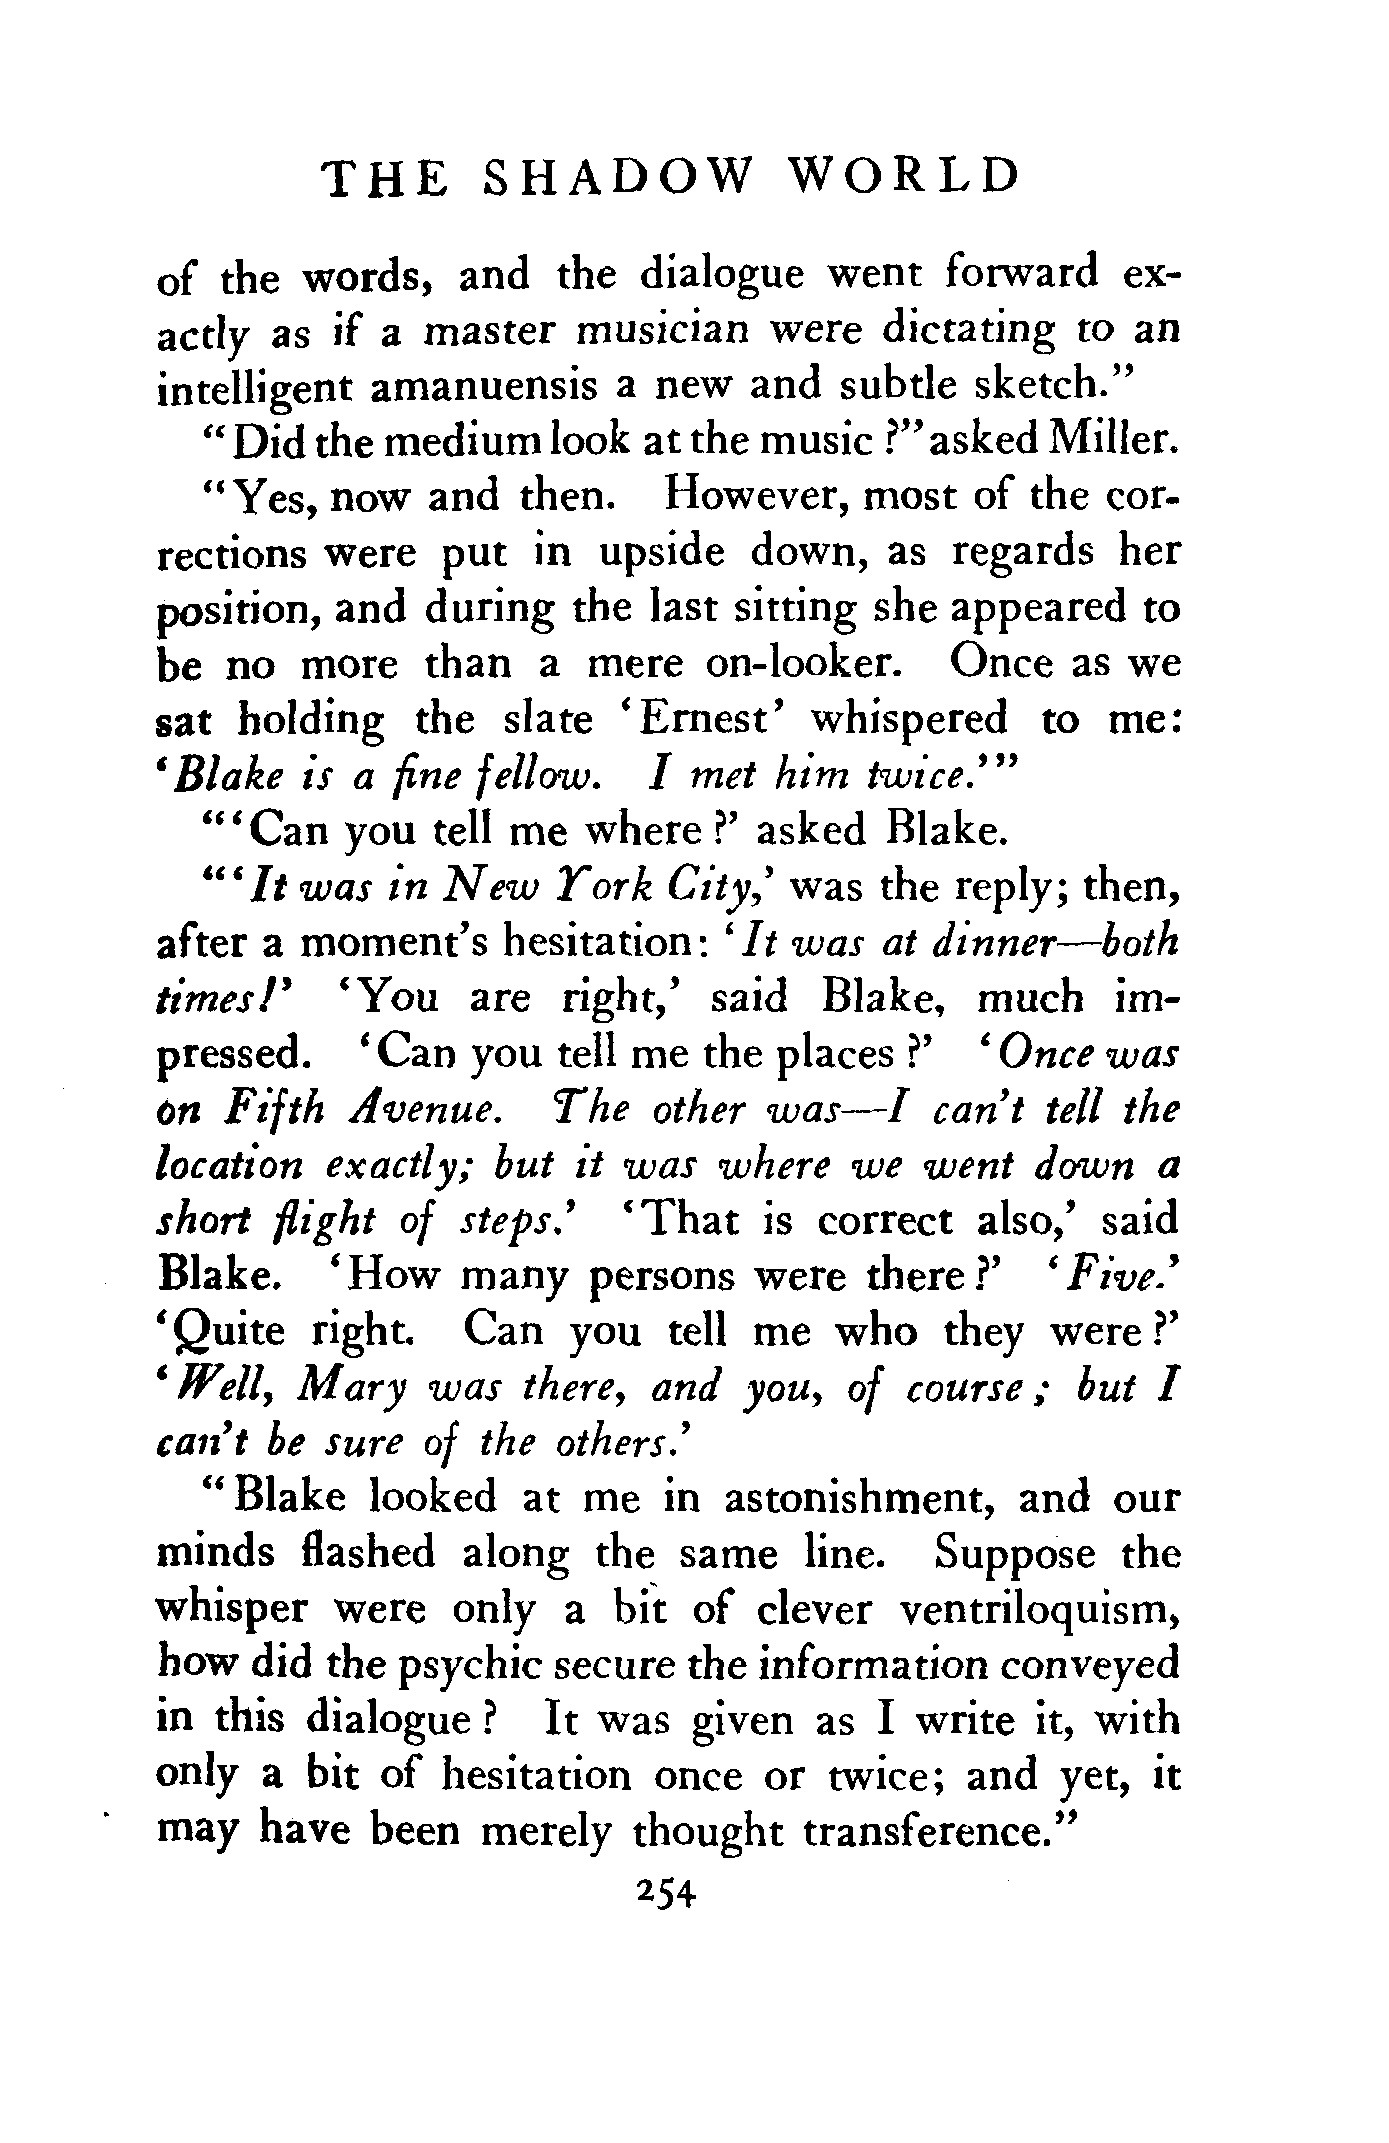 THE SHADOW WORLD
of the words, and the dialogue went forward ex-
actly as if a master musician were dictating to an
intelligent amanuensis a new and subtle sketch."
"Did the medium look at the music?" asked Miller.
"Yes, now and then. However, most of the cor-
rections were put in upside down, as regards her
position, and during the last sitting she appeared to
be no more than a mere on-looker. Once as we
sat holding the slate 'Ernest' whispered to me:
'Blake is a fine fellow. I met him twice.'"
"'Can you tell me where?' asked Blake.
"'It was in New York City,' was the reply; then,
after a moment's hesitation: 'It was at dinner—both
times!' 'You are right,' said Blake, much im-
pressed. 'Can you tell me the places?' 'Once was
on Fifth Avenue. The other was—I can't tell the
location exactly; but it was where we went down a
short flight of steps.' 'That is correct also,' said
Blake. 'How many persons were there?' 'Five.'
'Quite right. Can you tell me who they were?'
'Well, Mary was there, and you, of course; but I
can't be sure of the others.'
"Blake looked at me in astonishment, and our
minds flashed along the same line. Suppose the
whisper were only a bit of clever ventriloquism,
how did the psychic secure the information conveyed
in this dialogue? It was given as I write it, with
only a bit of hesitation once or twice; and yet, it
may have been merely thought transference."
254